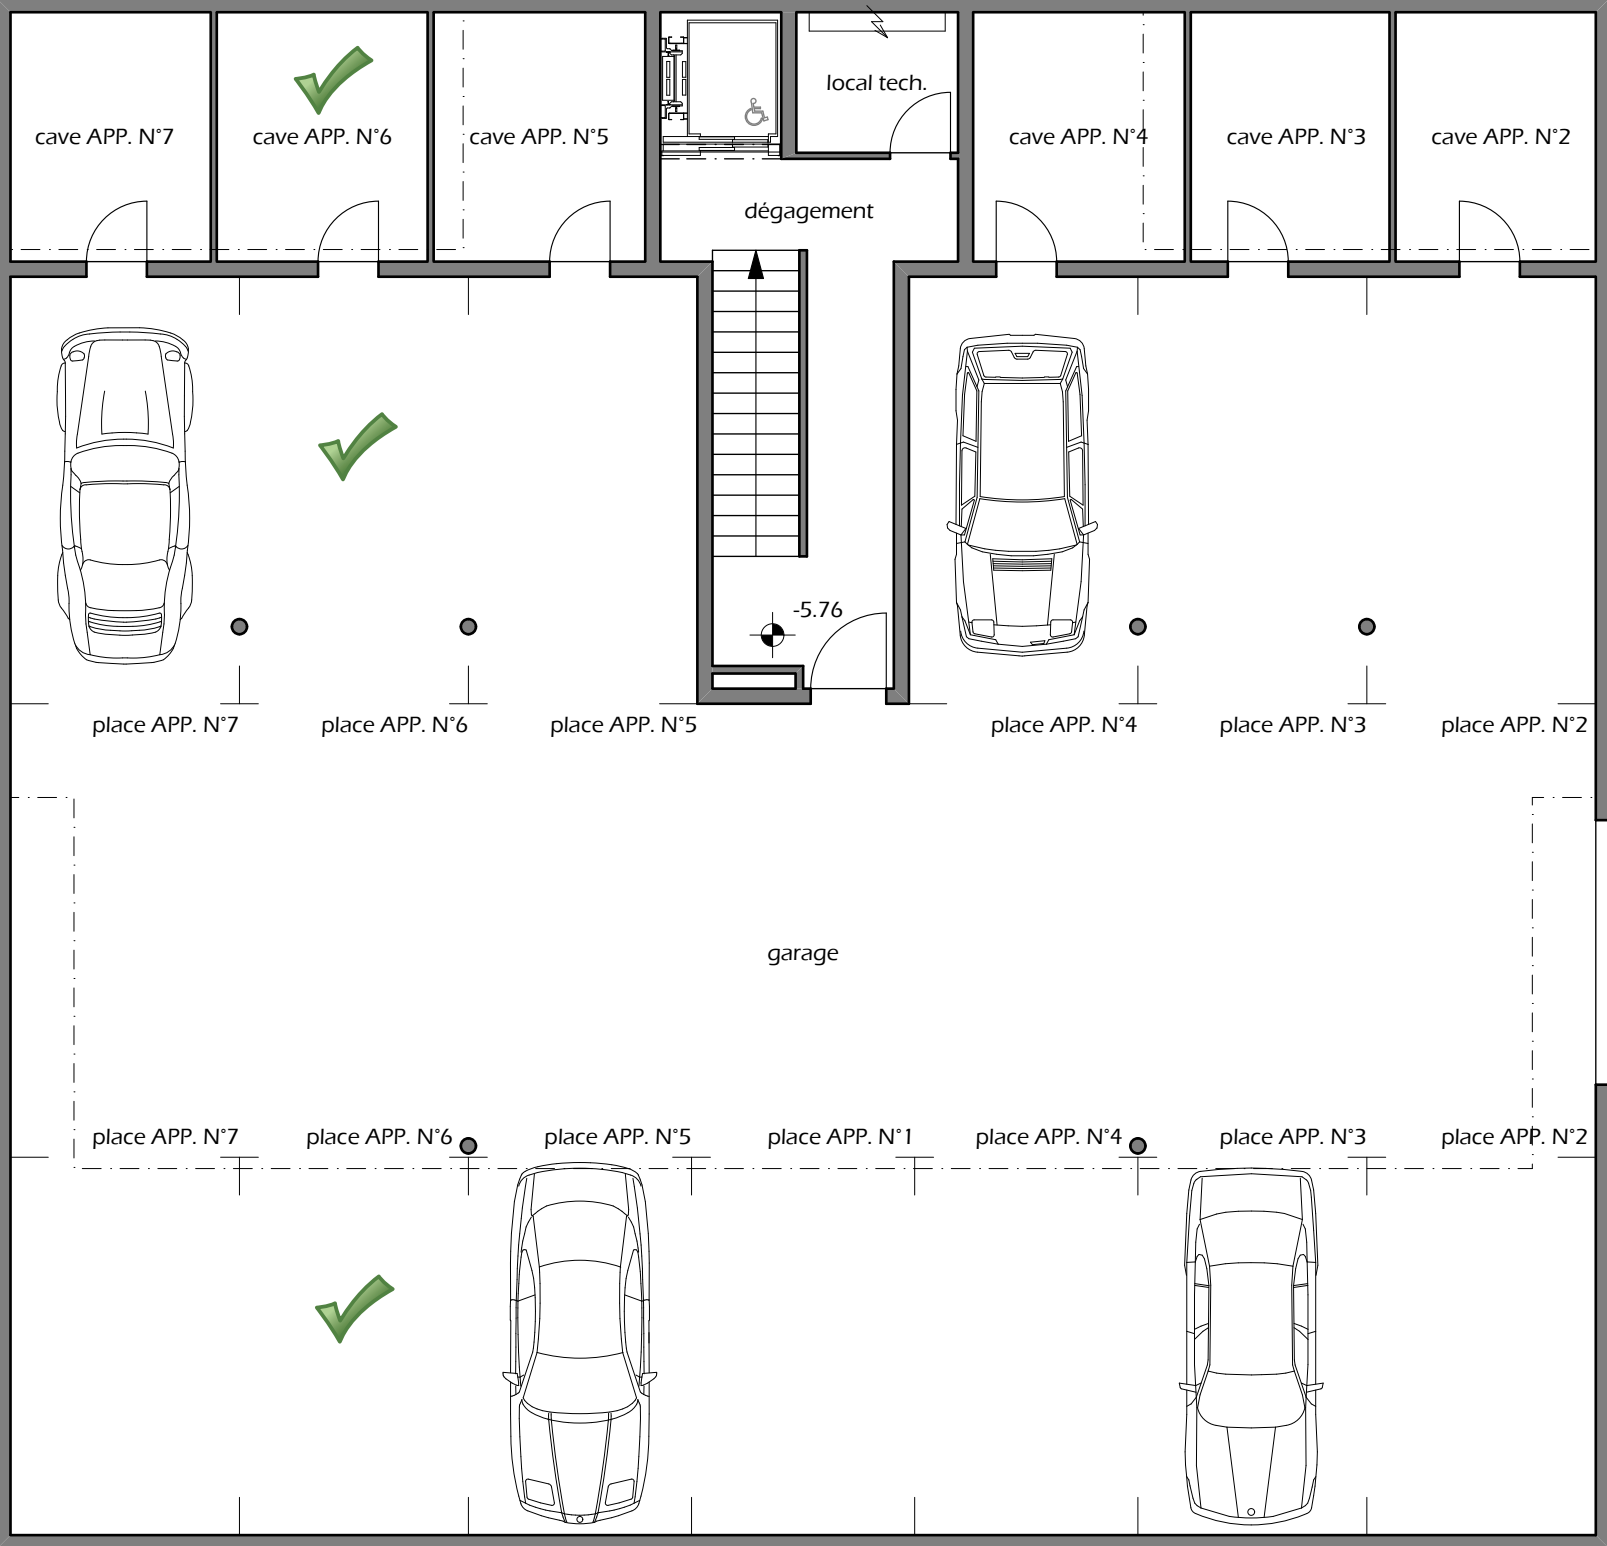 local tech.
cave APP. N°7
cave APP. N°6
cave APP. N°5
cave APP. N°4
cave APP. N°3
cave APP. N°2
dégagement
-5.76
place APP. N°7
place APP. N°6
place APP. N°5
place APP. N°4
place APP. N°3
place APP. N°2
garage
place APP. N°7
place APP. N°6
place APP. N°5
place APP. N°1
place APP. N°4
place APP. N°3
place APP. N°2